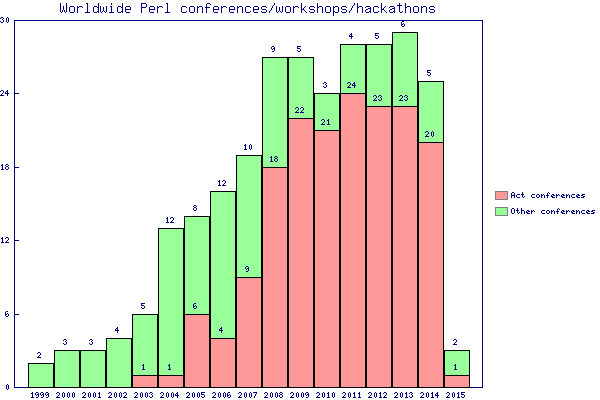 Worldwide Perl conferences/workshops/hackathons
30
24
18
12
6
0
2 3 3 4 5 12 8 12 10 9 5 3 4 5 6 5 2
1 1 6 4 9 18 22 21 24 23 23 20 1
1999 2000 2001 2002 2003 2004 2005 2006 2007 2008 2009 2010 2011 2012 2013 2014 2015
Act conferences
Other conferences